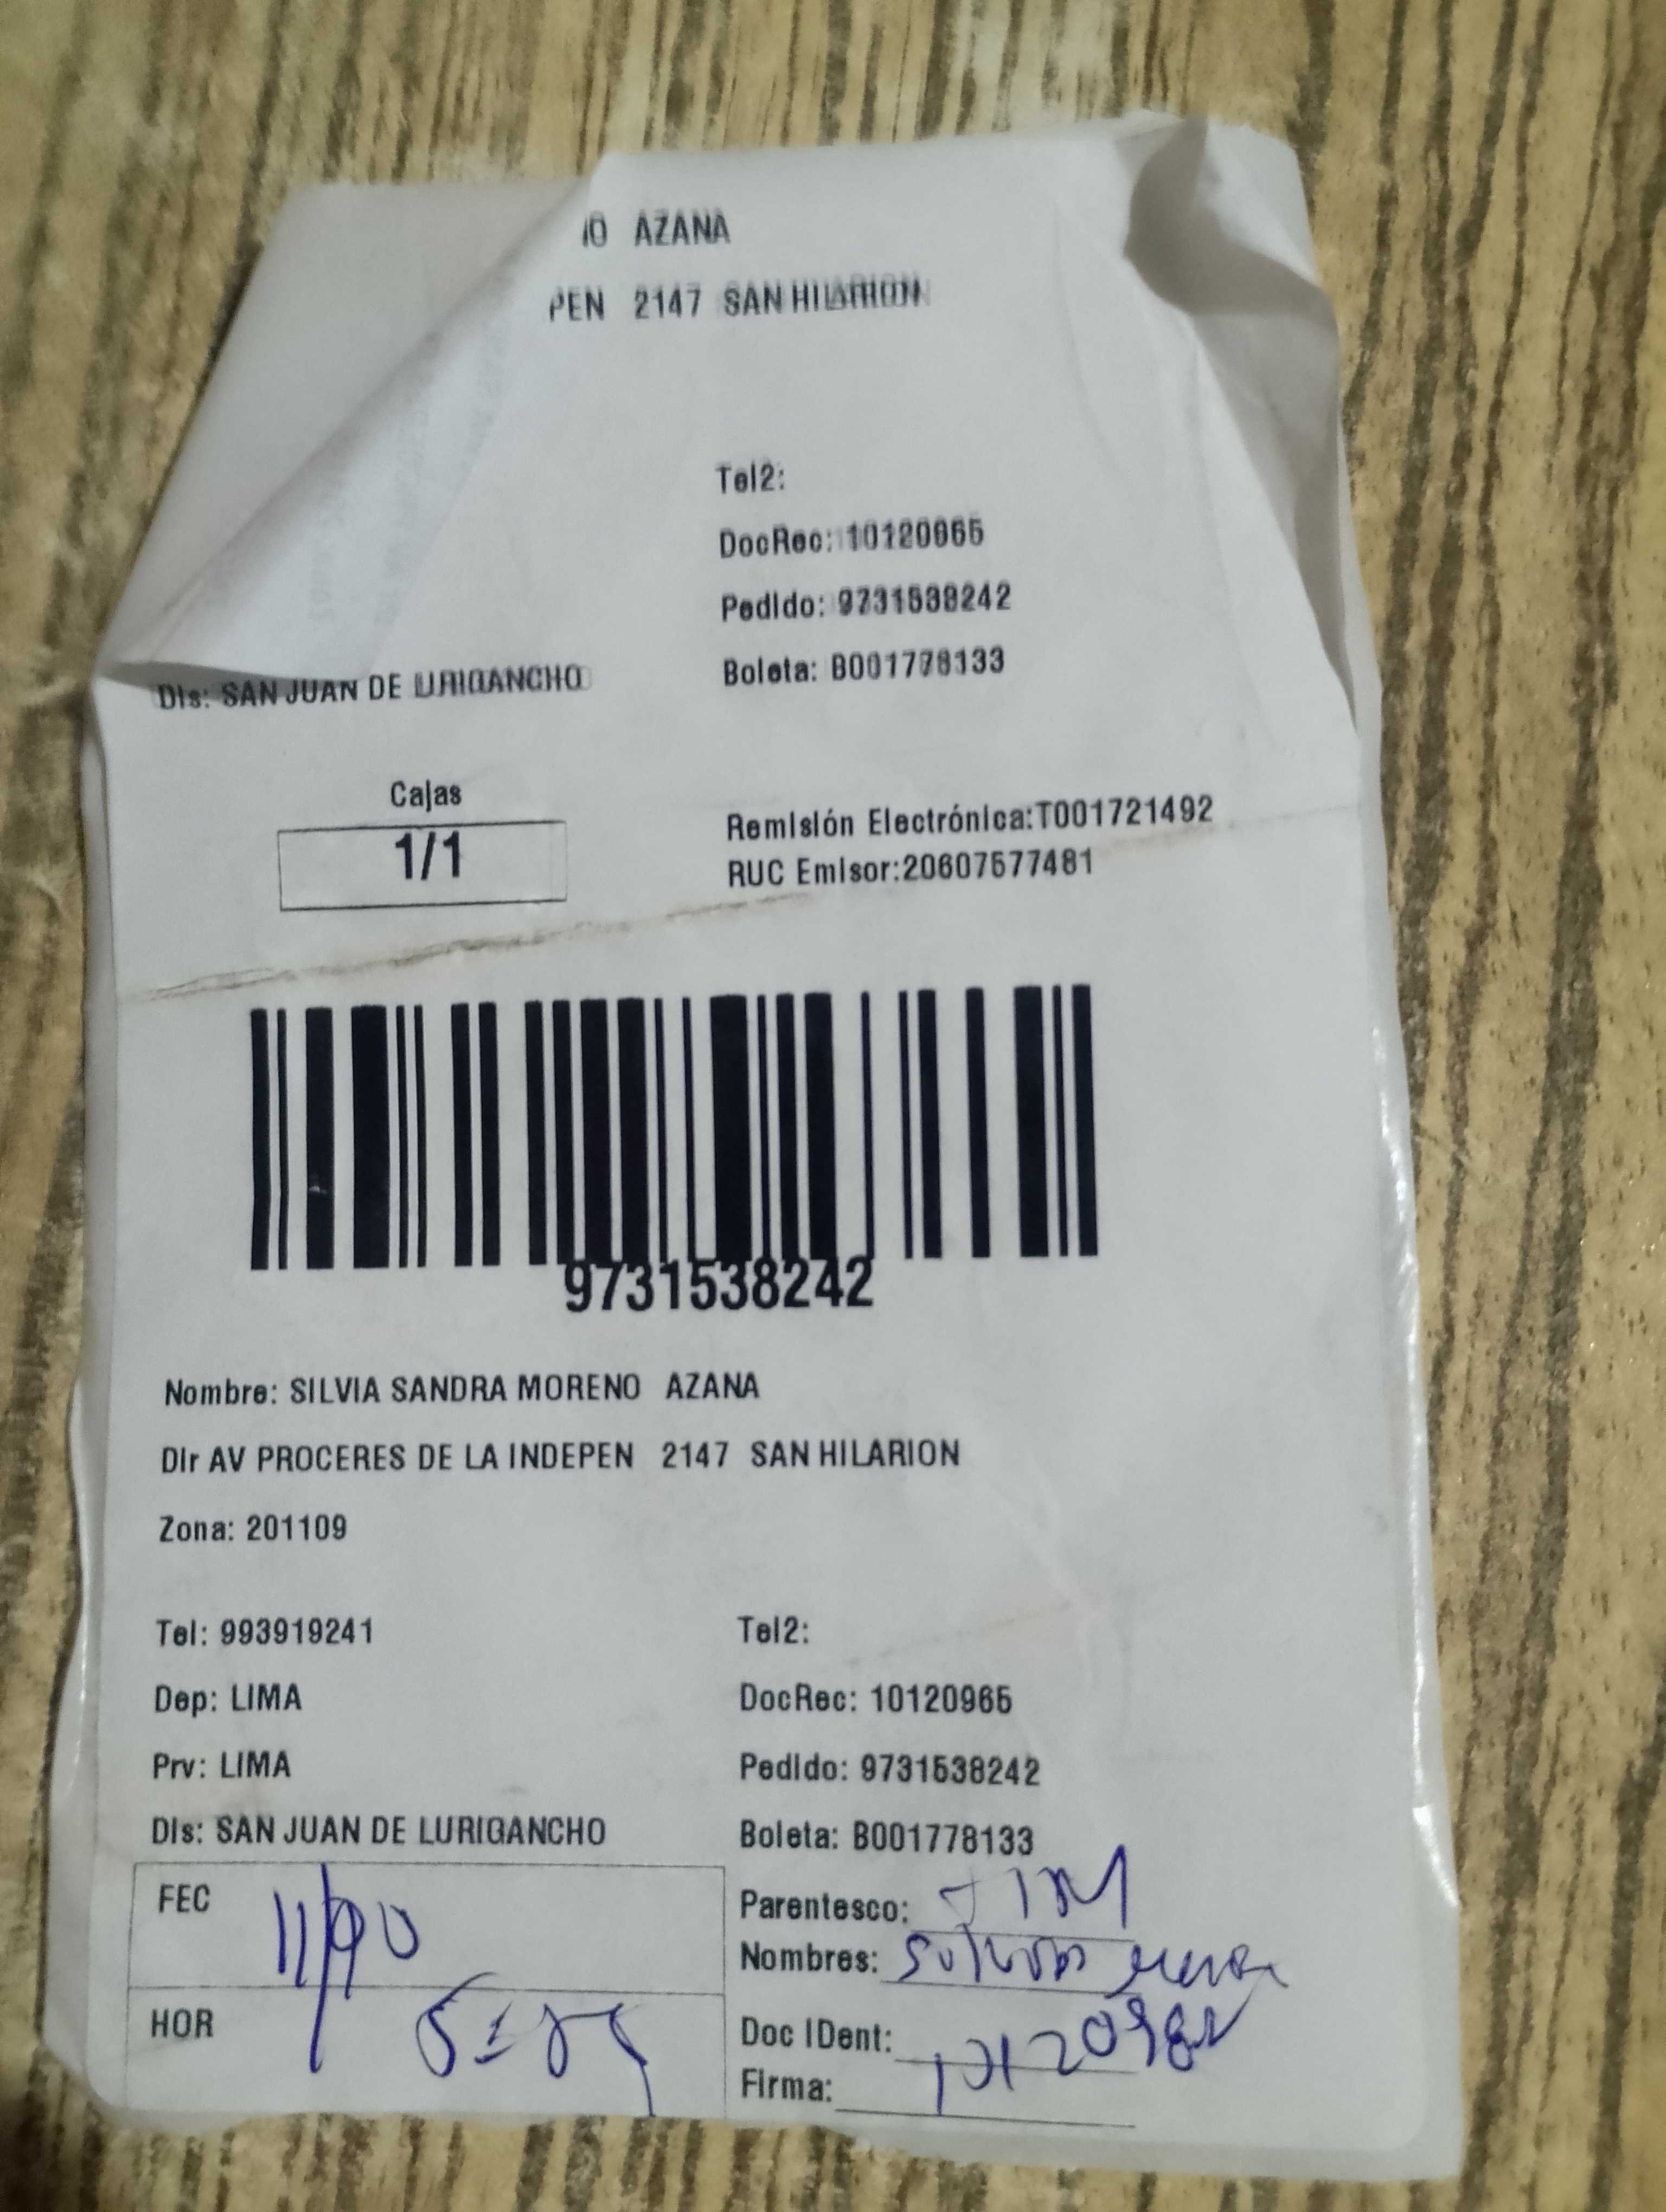 IO AZANA
PEN 2147 SAN HILARION
Tel2:
DocRec: 10120965
Pedido: 9731538242
Dis: SAN JUAN DE LURIGANCHO
Boleta: B001778133
Cajas
1/1
Remisión Electrónica:T001721492
RUC Emisor:20607577481
9731538242
Nombre: SILVIA SANDRA MORENO AZANA
Dir AV PROCERES DE LA INDEPEN 2147 SAN HILARION
Zona: 201109
Tel: 993919241
Tel2:
Dep: LIMA
DocRec: 10120965
Prv: LIMA
Pedido: 9731538242
Dis: SAN JUAN DE LURIGANCHO
Boleta: B001778133
FEC
Parentesco:
Nombres:
HOR
Doc IDent:
Firma: